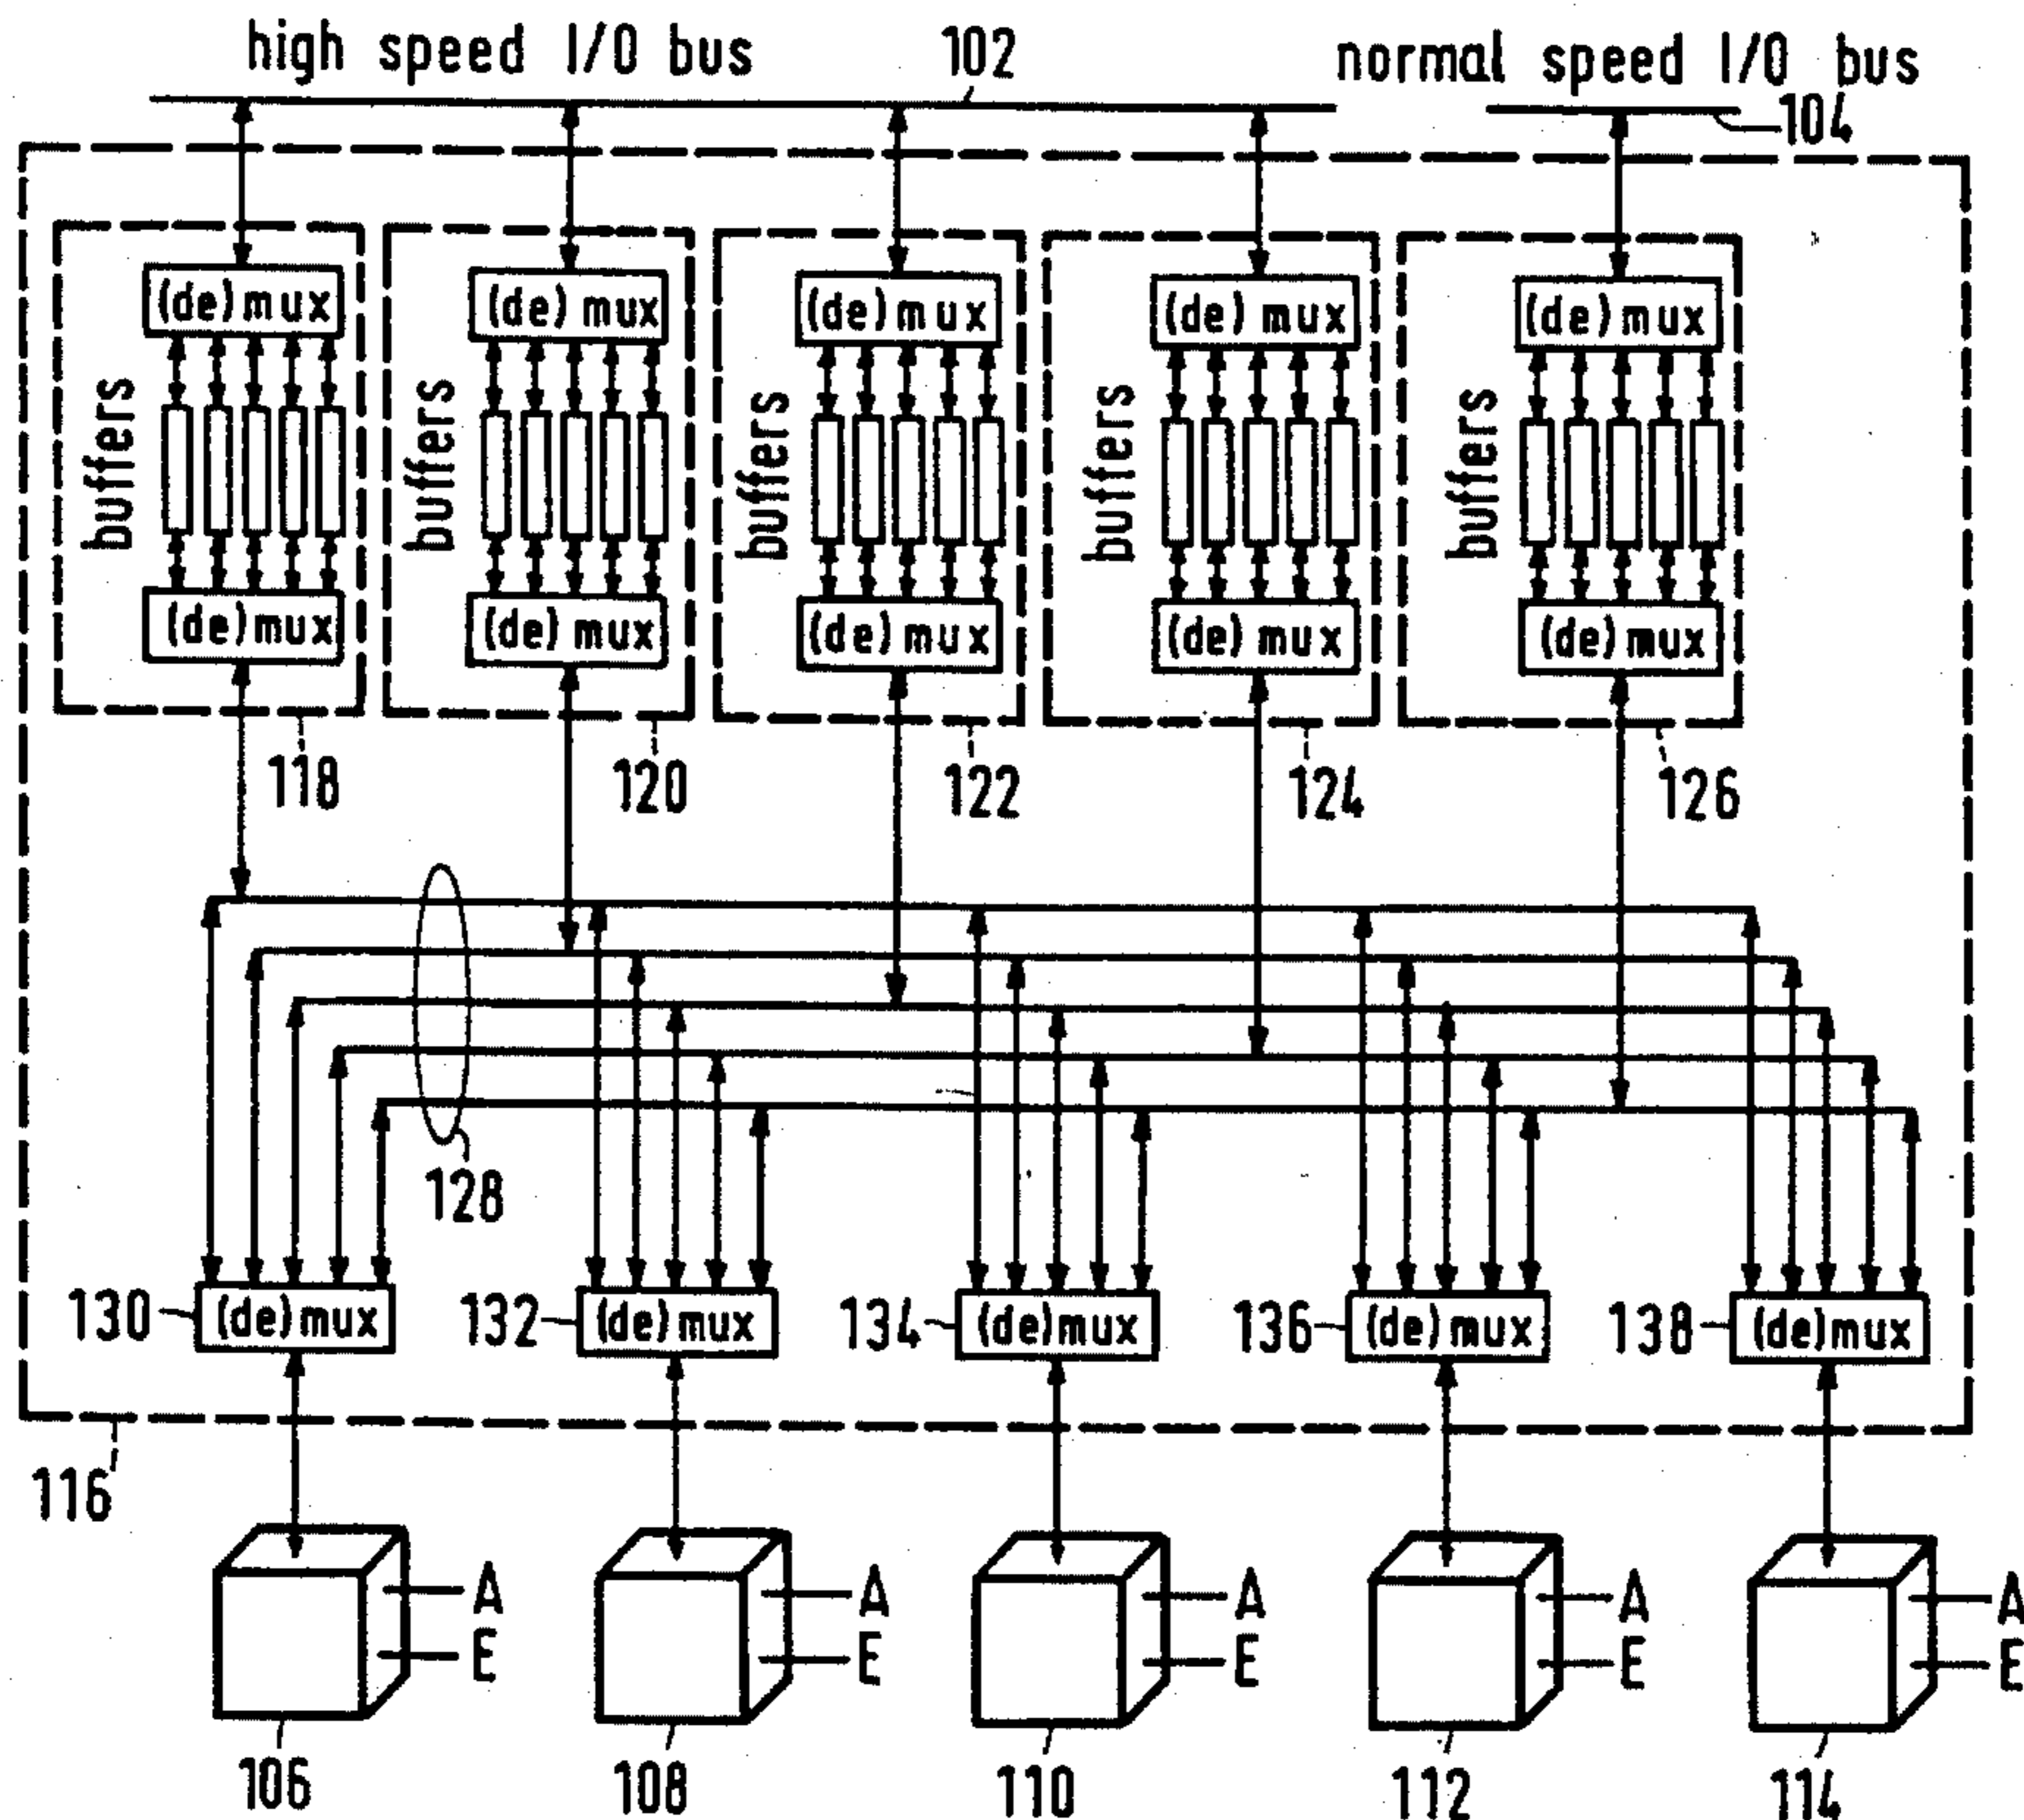 high speed I/O bus 102 normal speed I/O bus
104
(de) mux (de) mux (de) mux (de) mux (de) mux
buffers buffers buffers buffers buffers
(de) mux (de) mux (de) mux (de) mux (de) mux
118 120 122 124 126
128
130 (de) mux 132 (de) mux 134 (de) mux 136 (de) mux 138 (de) mux
116
A A A A A
E E E E E
106 108 110 112 114